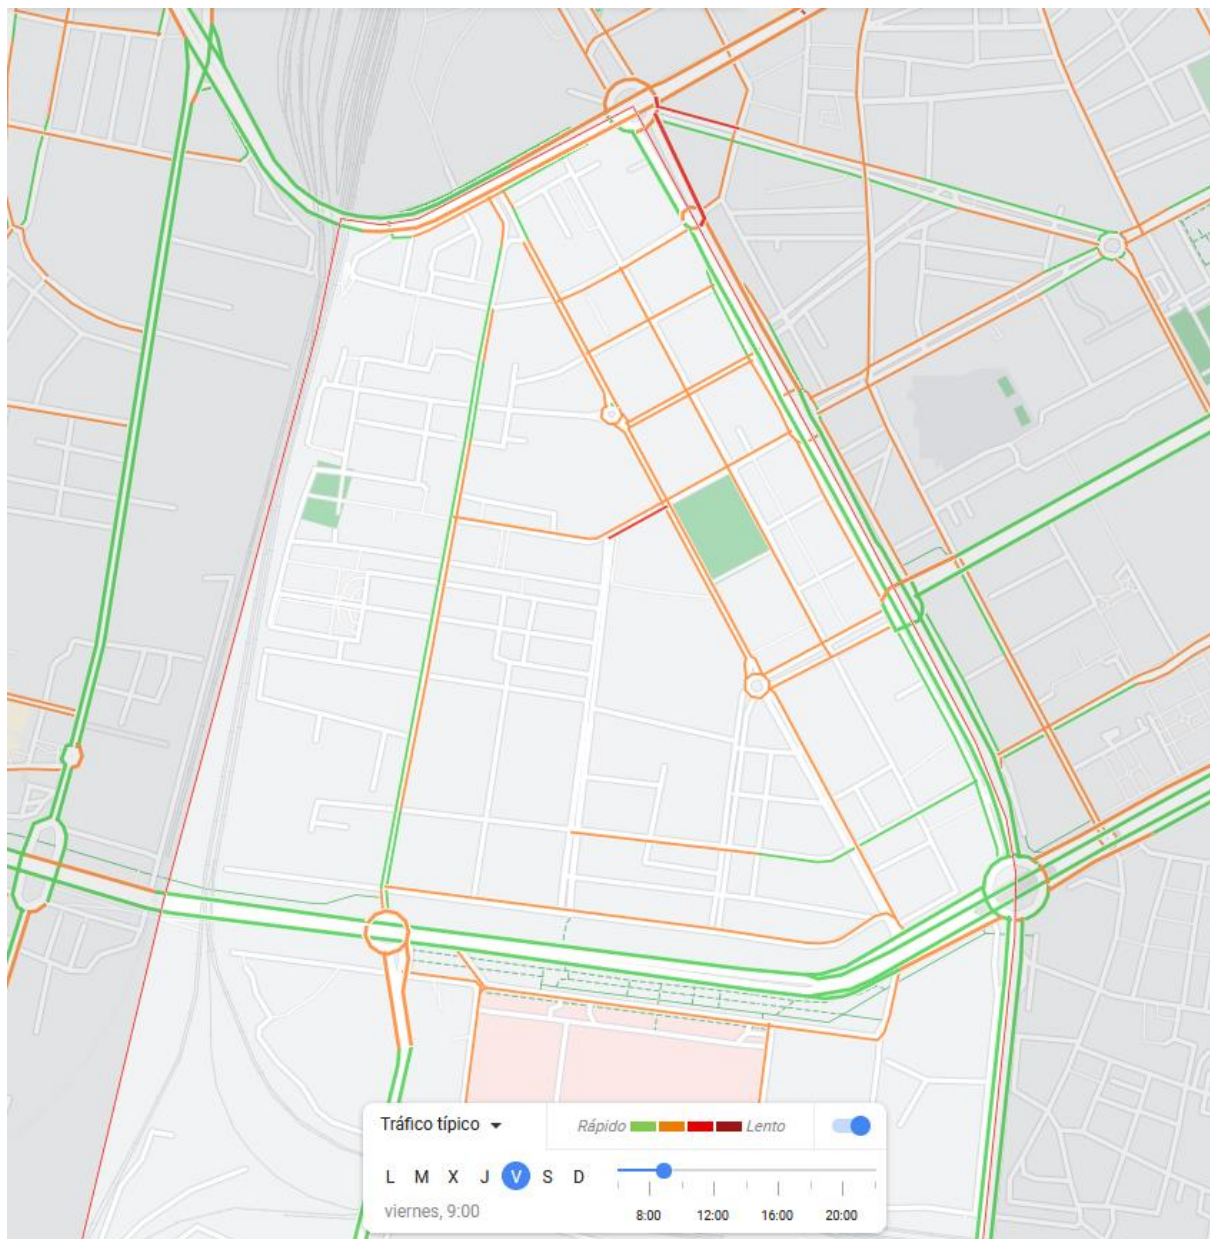 Tráfico típico
Rápido Lento
L M X J V S D
viernes, 9:00
8:00 12:00 16:00 20:00